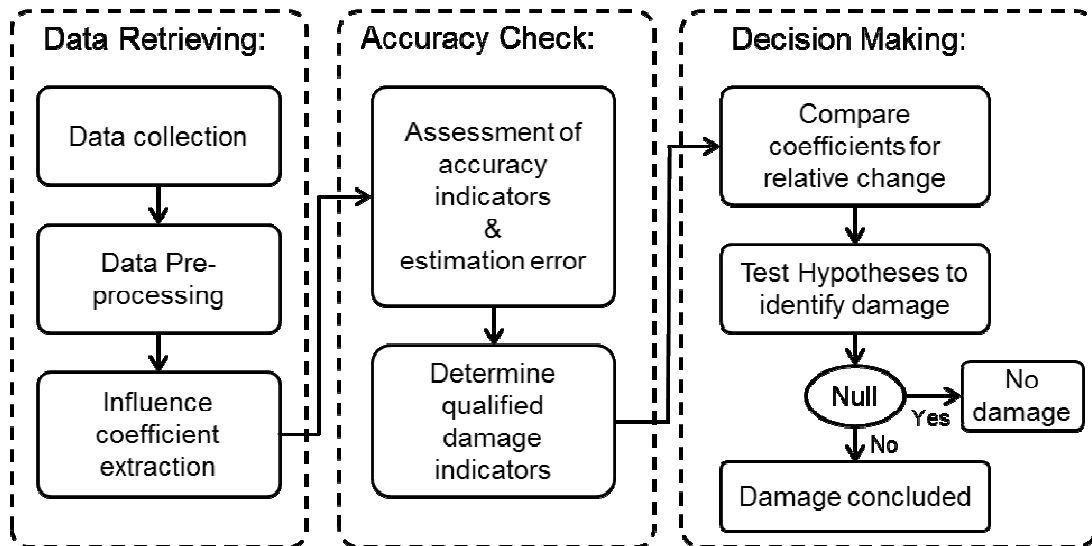 Data Retrieving:
Data collection
Data Pre-
processing
Influence
coefficient
extraction
Accuracy Check:
Assessment of
accuracy
indicators
&
estimation error
Determine
qualified
damage
indicators
Decision Making:
Compare
coefficients for
relative change
Test Hypotheses to
identify damage
Null
Yes
No
damage
No
Damage concluded